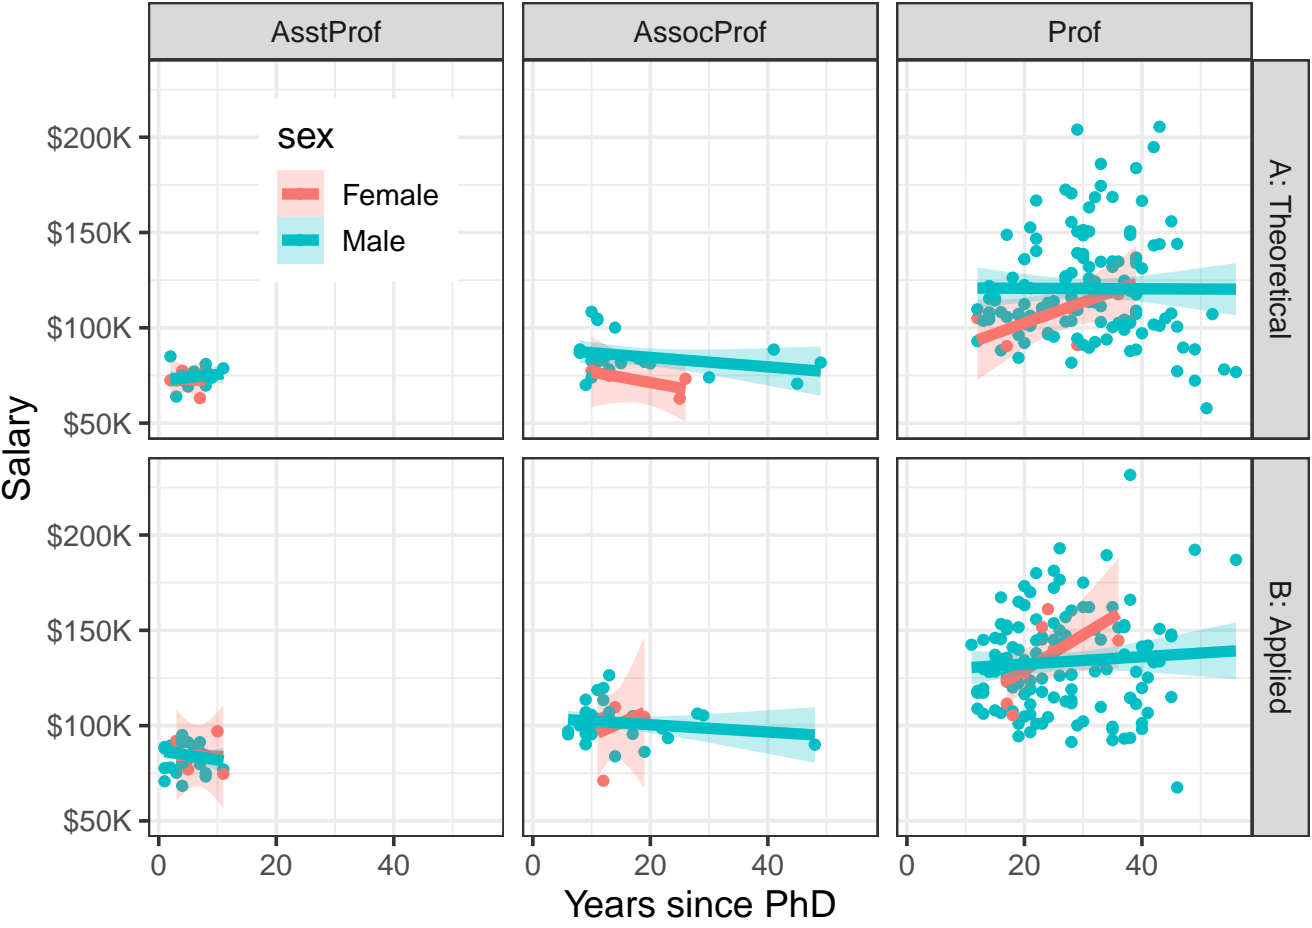 AsstProf
AssocProf
Prof
sex
Female
Male
$200K
$150K
$100K
$50K
A: Theoretical
Salary
$200K
$150K
$100K
$50K
B: Applied
0 20 40
0 20 40
0 20 40
Years since PhD